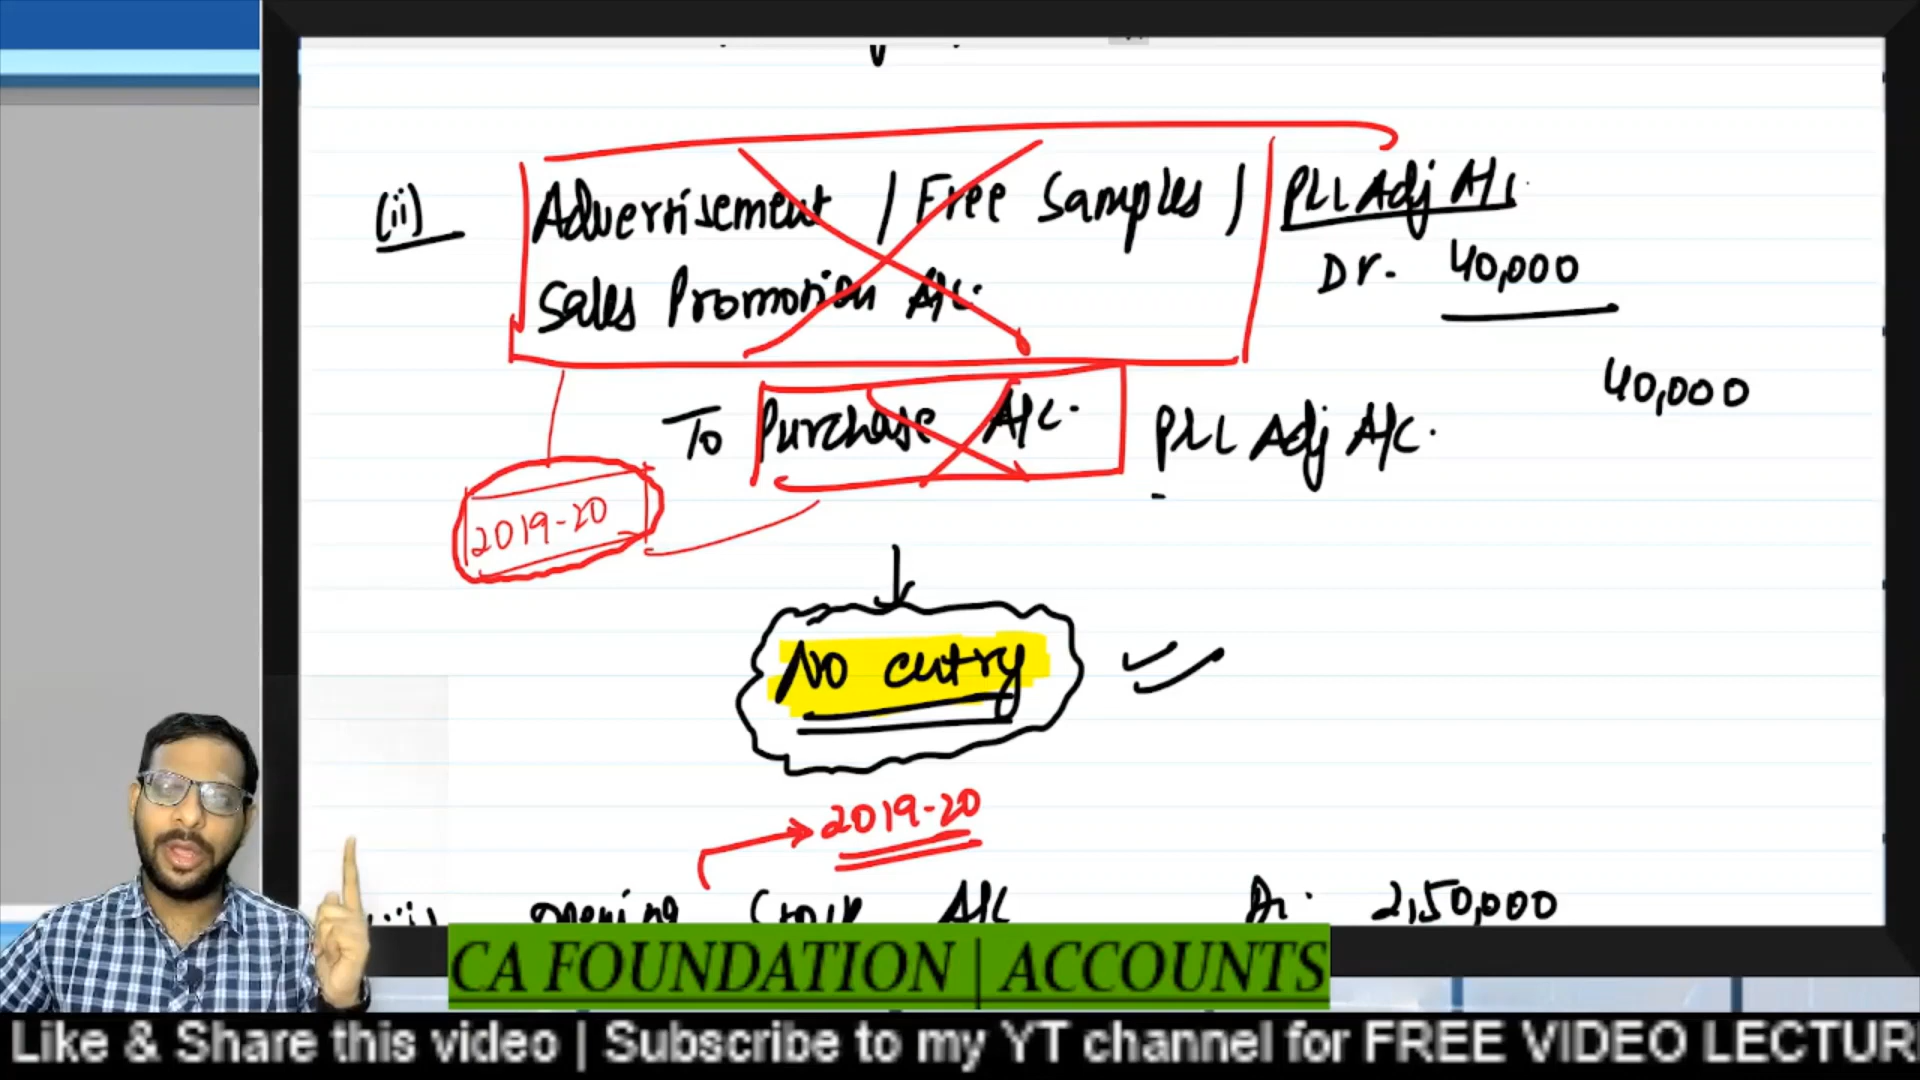 (ii) Advertisement / Free Samples / P&L Adj A/c.
Sales Promotion A/c. Dr. 40,000
40,000
To Purchase A/c. P&L Adj A/c.
2019-20
No entry
2019-20
opening Stock A/c Dr. 2,50,000
CA FOUNDATION | ACCOUNTS
Like & Share this video | Subscribe to my YT channel for FREE VIDEO LECTUR